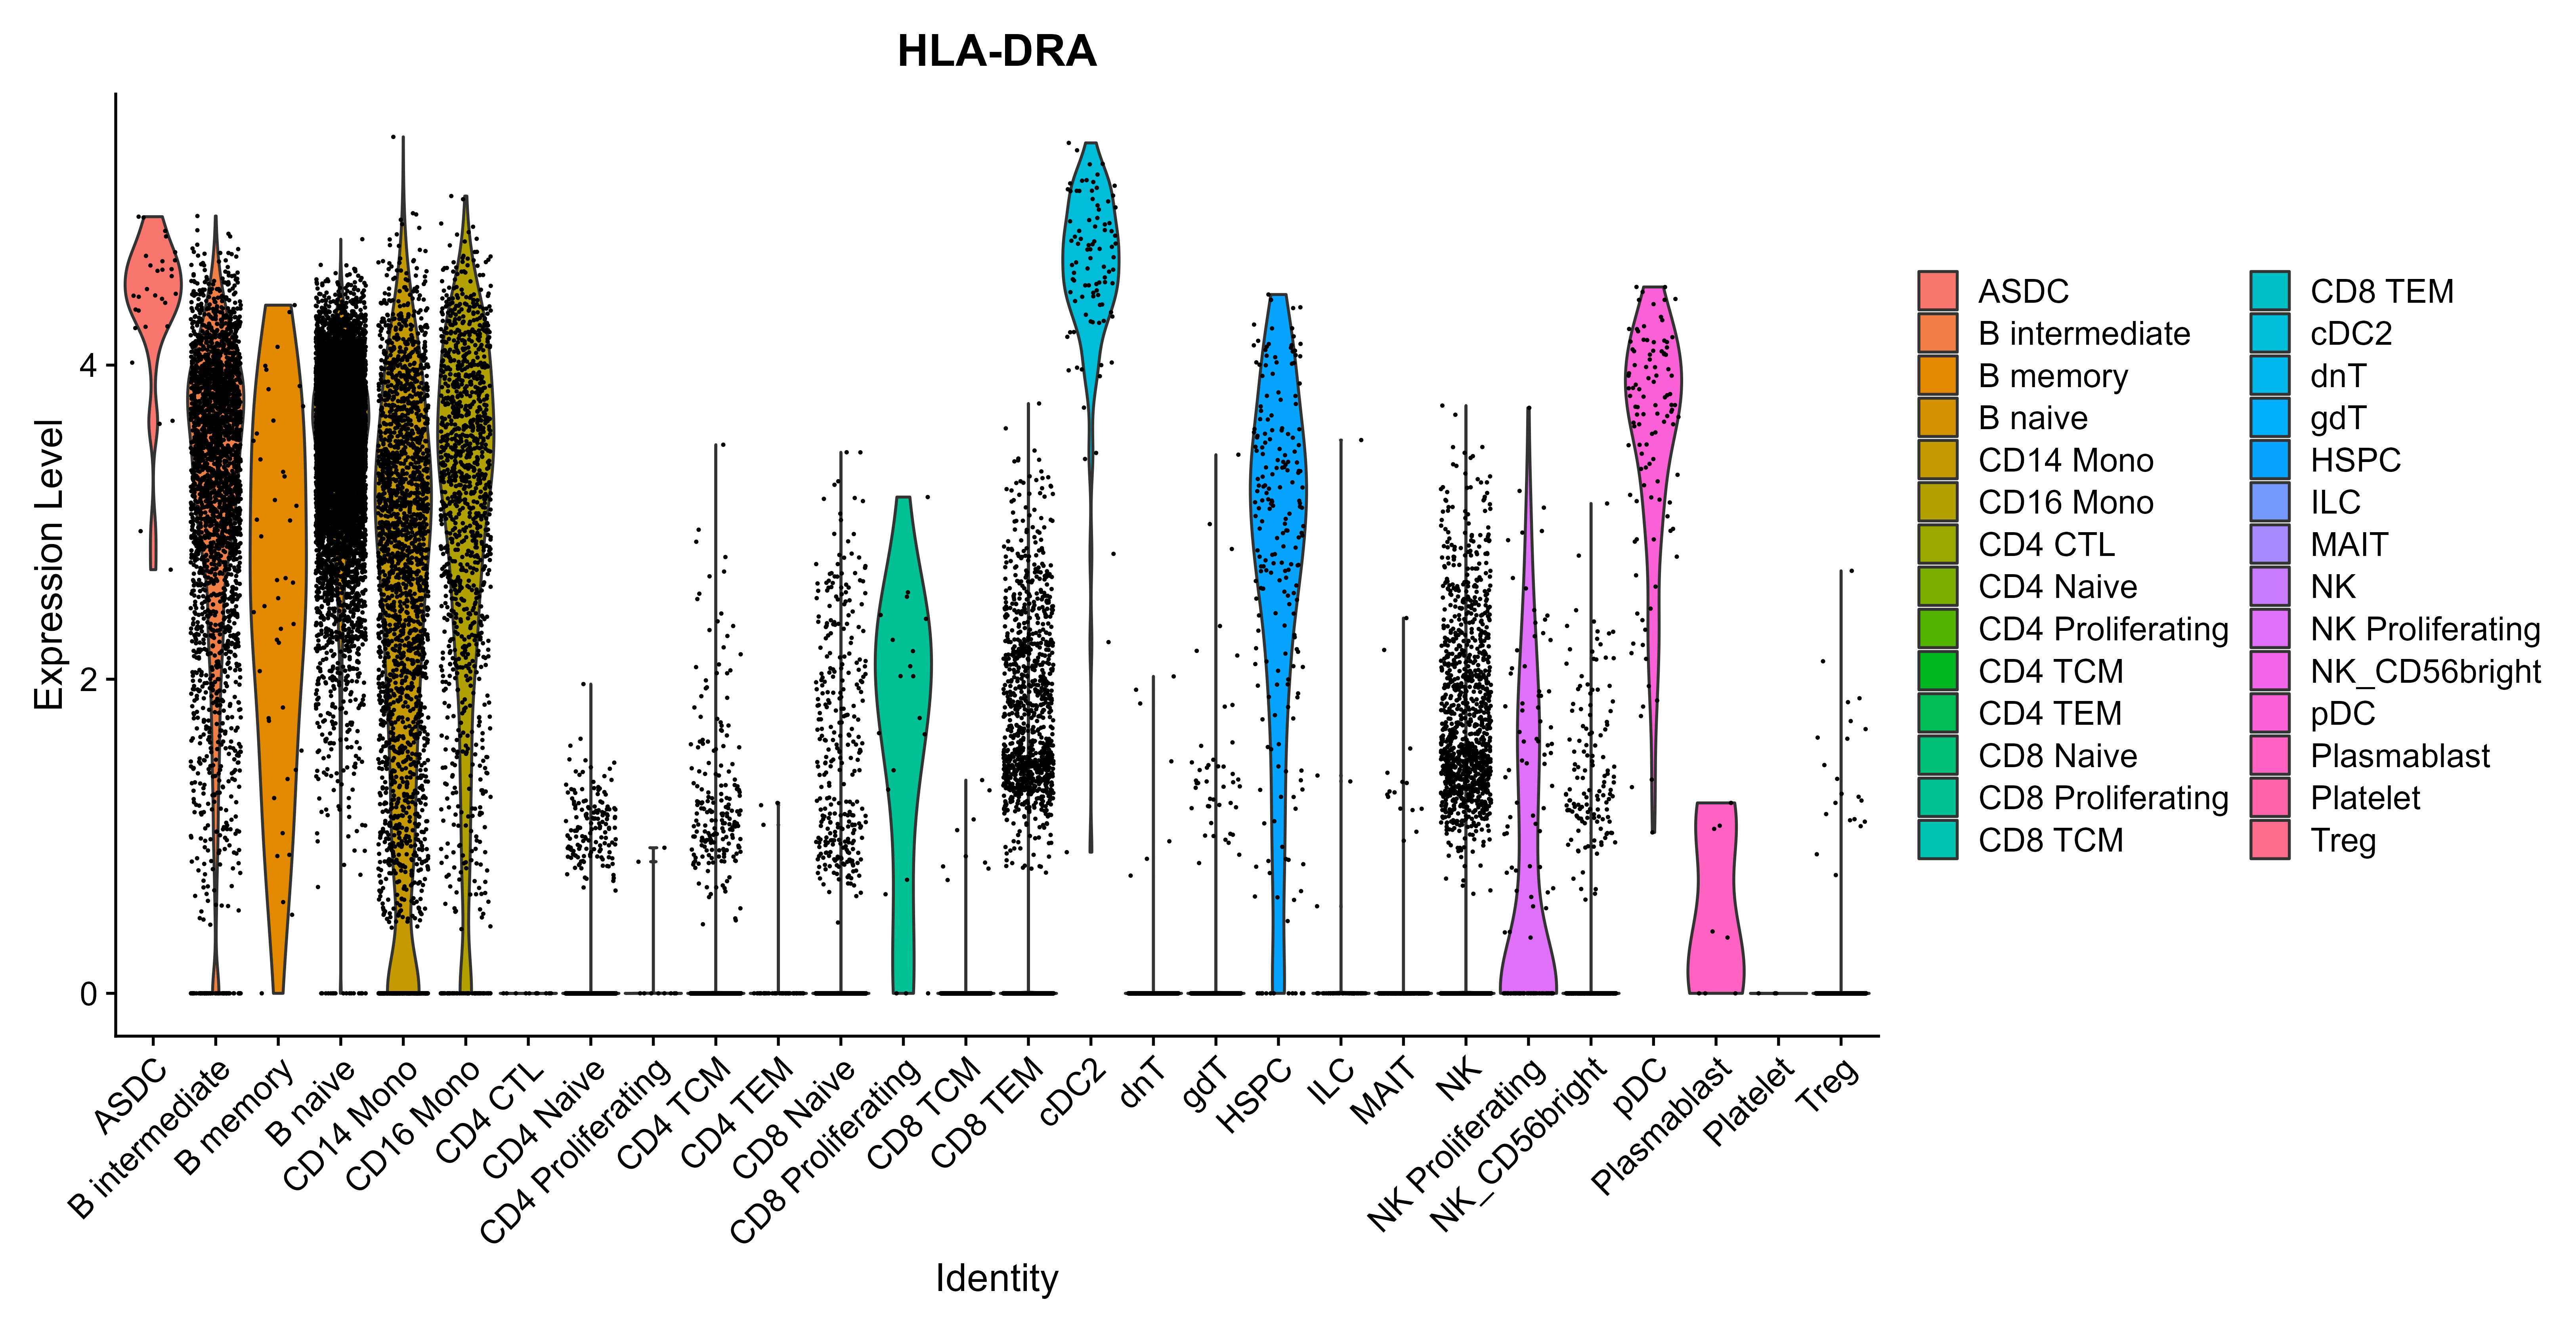 HLA-DRA
Expression Level
4
2
0
ASDC
B intermediate
B memory
B naive
CD14 Mono
CD16 Mono
CD4 CTL
CD4 Naive
CD4 Proliferating
CD4 TCM
CD4 TEM
CD8 Naive
CD8 Proliferating
CD8 TCM
CD8 TEM
cDC2
dnT
gdT
HSPC
ILC
MAIT
NK
NK Proliferating
NK_CD56bright
pDC
Plasmablast
Platelet
Treg
Identity
ASDC
B intermediate
B memory
B naive
CD14 Mono
CD16 Mono
CD4 CTL
CD4 Naive
CD4 Proliferating
CD4 TCM
CD4 TEM
CD8 Naive
CD8 Proliferating
CD8 TCM
CD8 TEM
cDC2
dnT
gdT
HSPC
ILC
MAIT
NK
NK Proliferating
NK_CD56bright
pDC
Plasmablast
Platelet
Treg